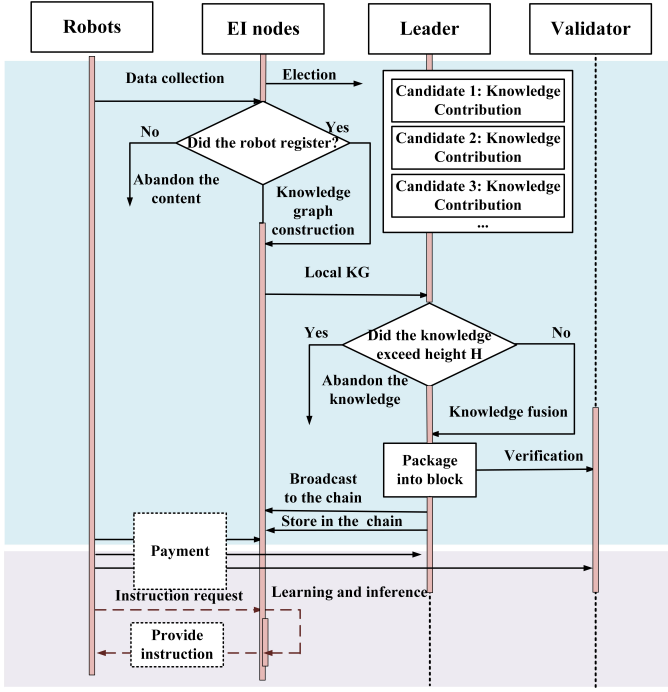 Robots
EI nodes
Leader
Validator
Data collection
Election
Candidate 1: Knowledge
Contribution
Candidate 2: Knowledge
Contribution
Candidate 3: Knowledge
Contribution
...
No
Yes
Did the robot register?
Abandon the
content
Knowledge
graph
construction
Local KG
Yes
No
Did the knowledge
exceed height H
Abandon the
knowledge
Knowledge fusion
Package
into block
Verification
Broadcast
to the chain
Store in the chain
Payment
Instruction request
Learning and inference
Provide
instruction